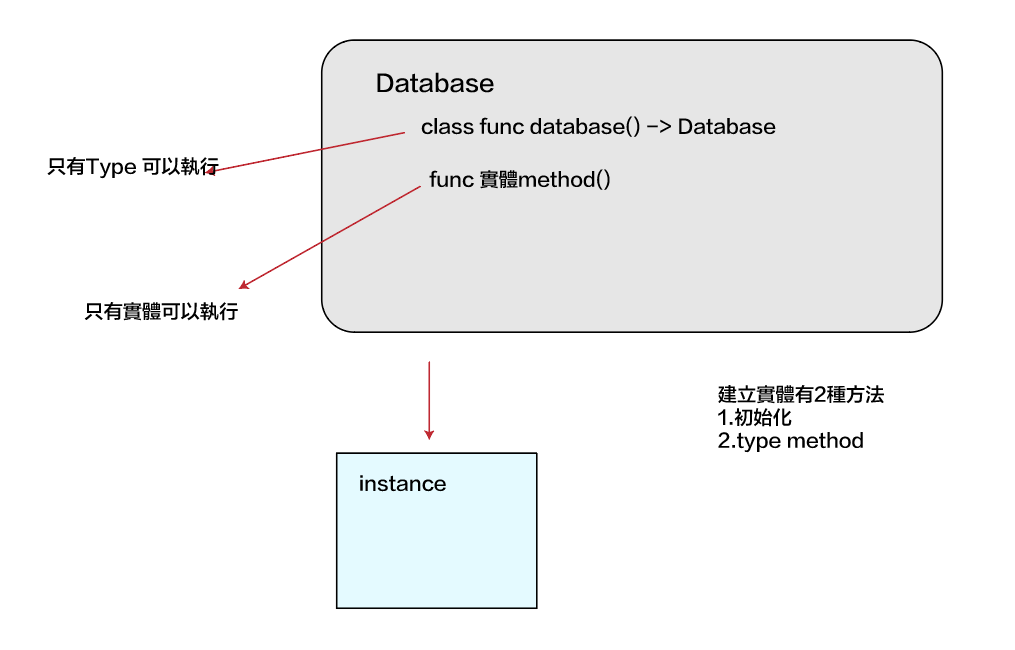 Database
class func database() -> Database
只有Type 可以執行
func 實體method()
只有實體可以執行
建立實體有2種方法
1.初始化
2.type method
instance